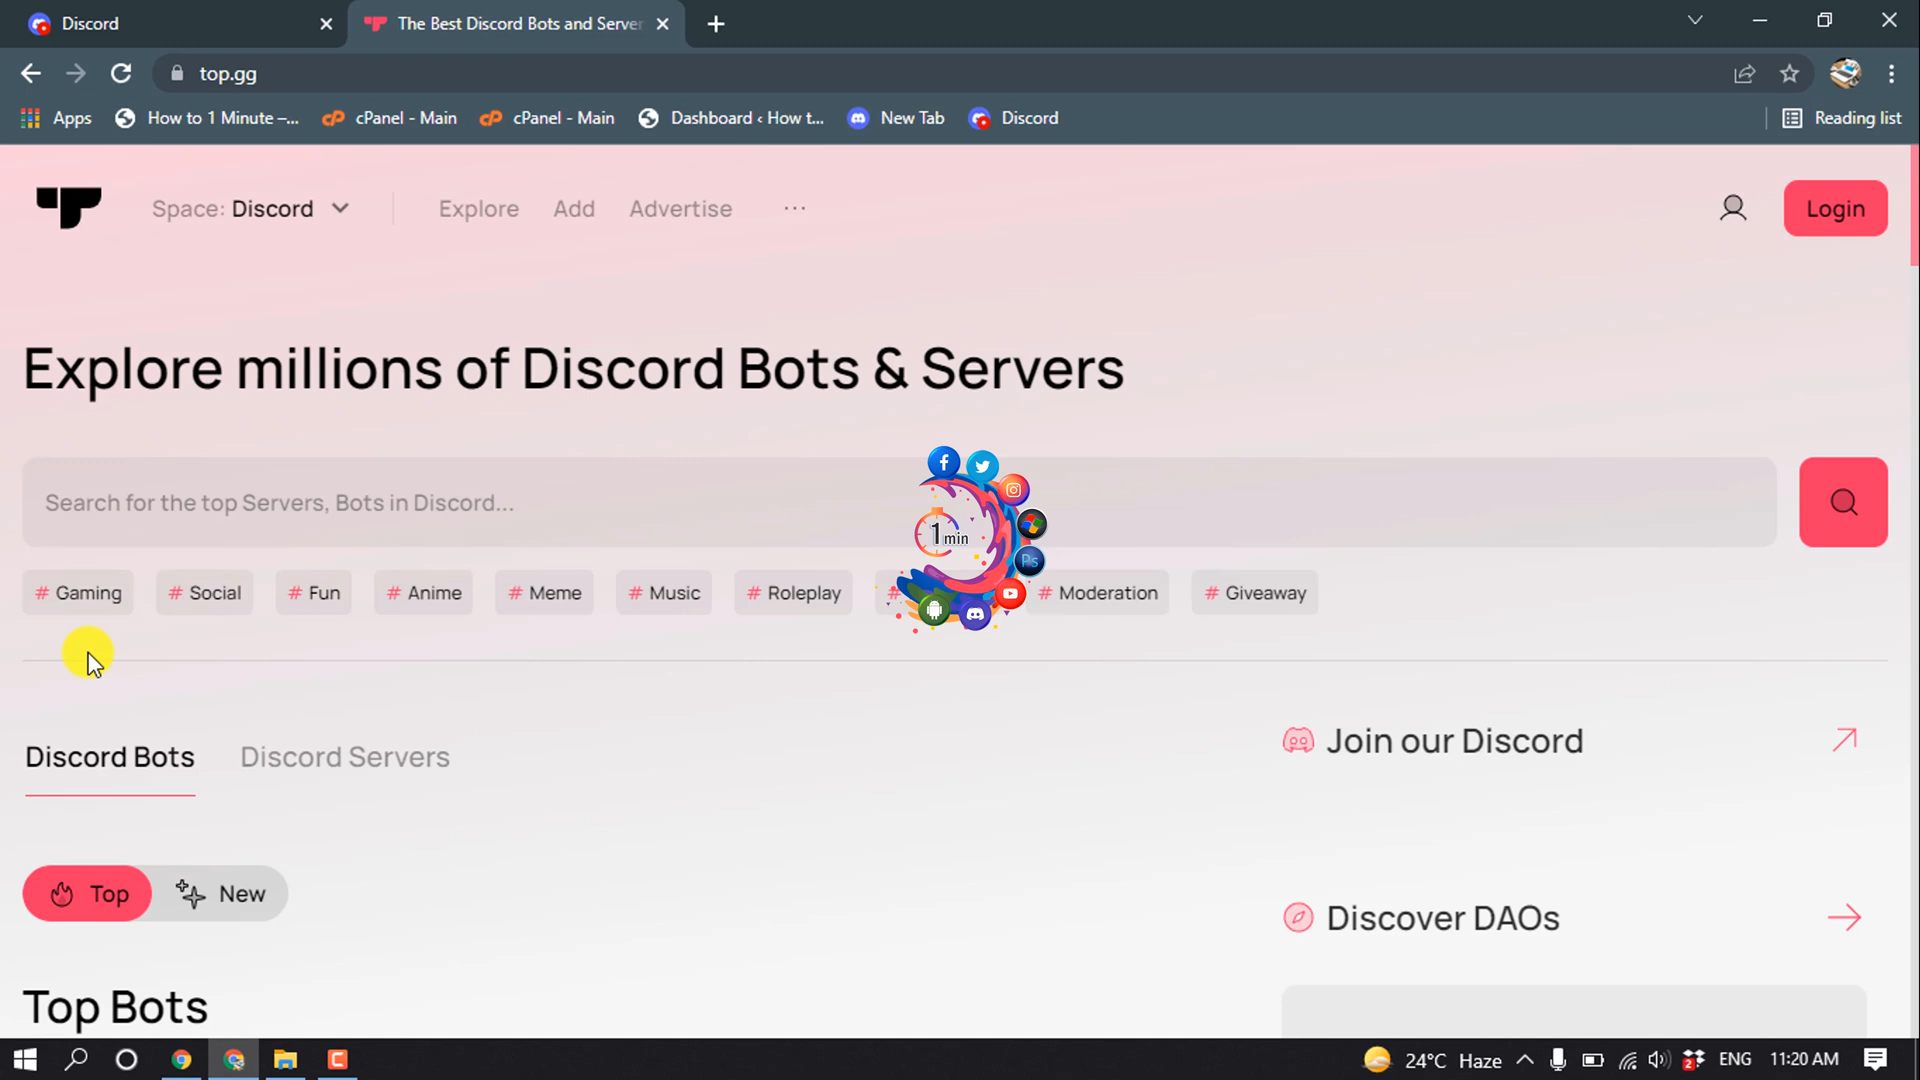 Discord
The Best Discord Bots and Server
top.gg
Apps
How to 1 Minute –...
cPanel - Main
cPanel - Main
Dashboard ‹ How t...
New Tab
Discord
Reading list
Space: Discord
Explore
Add
Advertise
...
Login
Explore millions of Discord Bots & Servers
Search for the top Servers, Bots in Discord...
1 min
Ps
# Gaming
# Social
# Fun
# Anime
# Meme
# Music
# Roleplay
#
# Moderation
# Giveaway
Discord Bots
Discord Servers
Join our Discord
Top
New
Discover DAOs
Top Bots
24°C Haze
2
ENG
11:20 AM